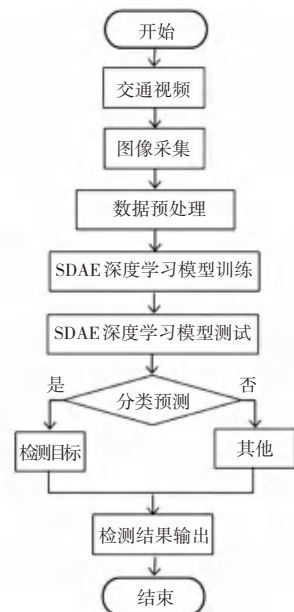 开始
交通视频
图像采集
数据预处理
SDAE深度学习模型训练
SDAE深度学习模型测试
是
否
分类预测
检测目标
其他
检测结果输出
结束